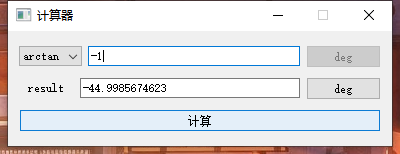 计算器
arctan -1 deg
result -44.9985674623 deg
计算